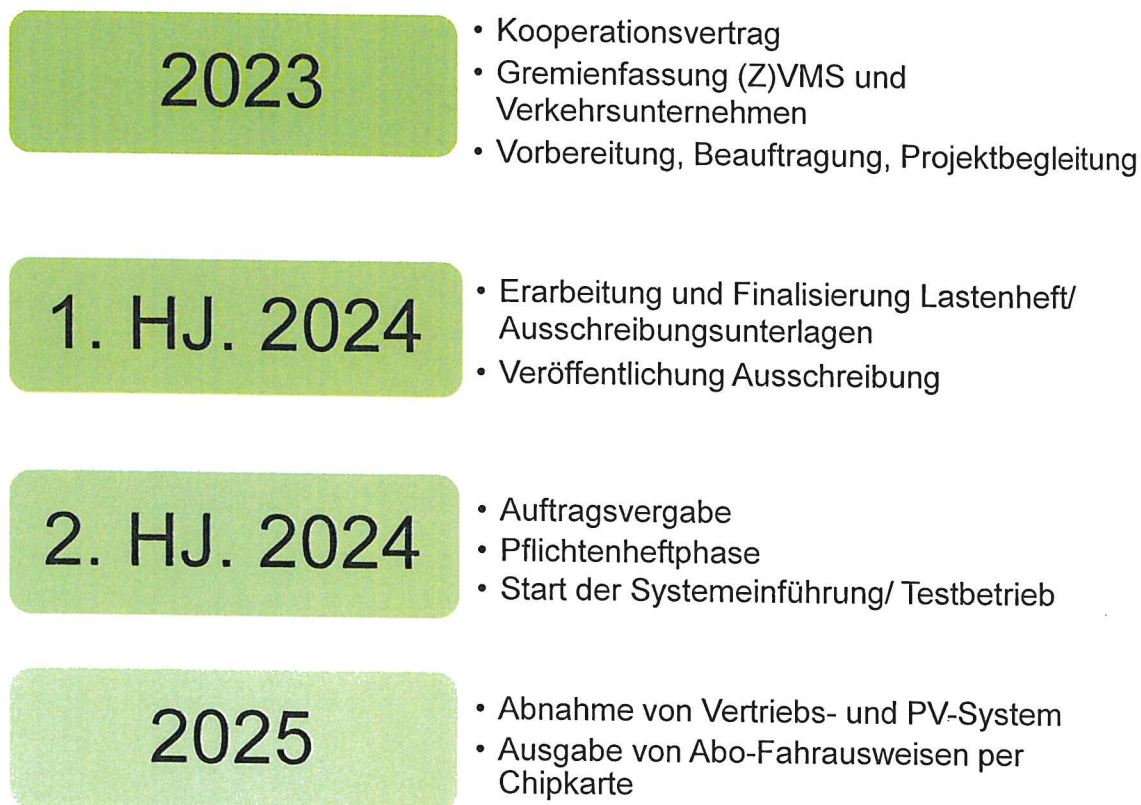 2023
• Kooperationsvertrag
• Gremienfassung (Z)VMS und
Verkehrsunternehmen
• Vorbereitung, Beauftragung, Projektbegleitung
1. HJ. 2024
• Erarbeitung und Finalisierung Lastenheft/
Ausschreibungsunterlagen
• Veröffentlichung Ausschreibung
2. HJ. 2024
• Auftragsvergabe
• Pflichtenheftphase
• Start der Systemeinführung/ Testbetrieb
2025
• Abnahme von Vertriebs- und PV-System
• Ausgabe von Abo-Fahrausweisen per
Chipkarte